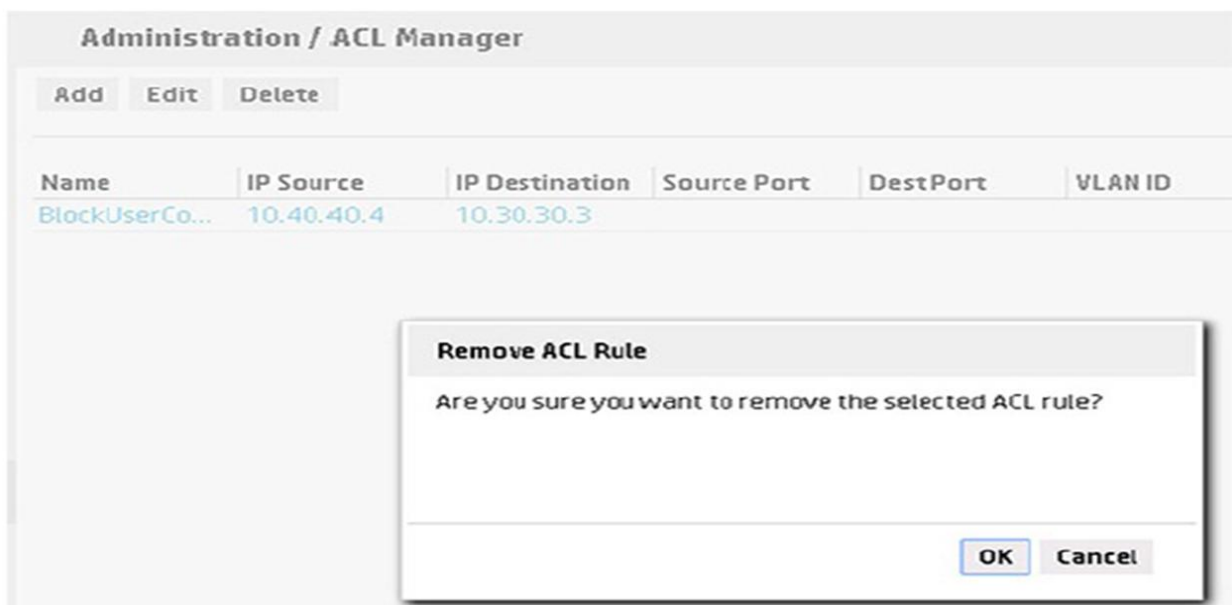 Administration / ACL Manager
Add Edit Delete
Name IP Source IP Destination Source Port DestPort VLAN ID
BlockUserCo... 10.40.40.4 10.30.30.3
Remove ACL Rule
Are you sure you want to remove the selected ACL rule?
OK Cancel